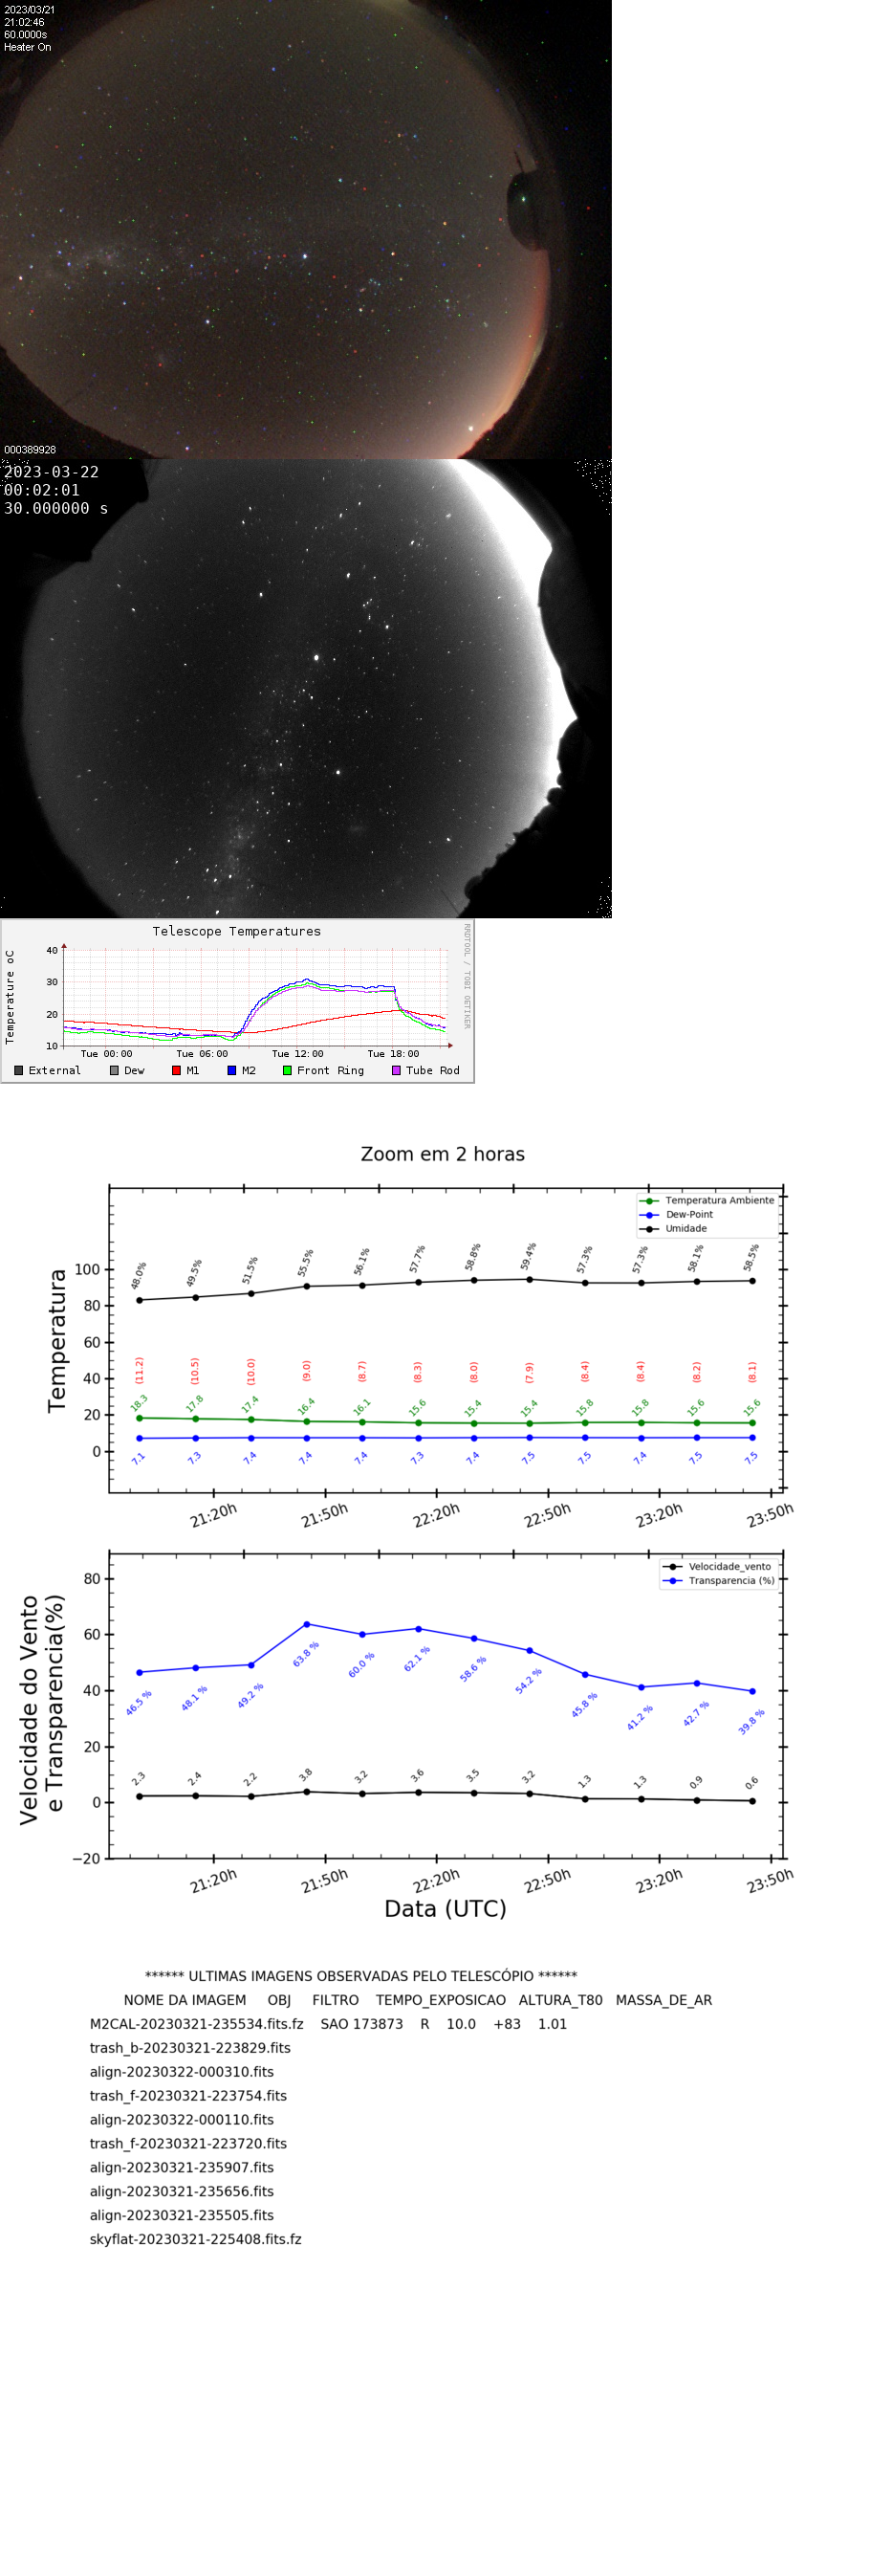 2023/03/21
21:02:46
60.0000s
Heater On
000389928
2023-03-22
00:02:01
30.000000 s
Telescope Temperatures
RRDTOOL / TOBI OETIKER
Temperature oC
40
30
20
10
Tue 00:00 Tue 06:00 Tue 12:00 Tue 18:00
External Dew M1 M2 Front Ring Tube Rod
Zoom em 2 horas
Temperatura Ambiente
Dew-Point
Umidade
Temperatura
100
80
60
40
20
0
48.0% 49.5% 51.5% 55.5% 56.1% 57.7% 58.8% 59.4% 57.3% 57.3% 58.1% 58.5%
(11.2) (10.5) (10.0) (9.0) (8.7) (8.3) (8.0) (7.9) (8.4) (8.4) (8.2) (8.1)
18.3 17.8 17.4 16.4 16.1 15.6 15.4 15.4 15.8 15.8 15.6 15.6
7.1 7.3 7.4 7.4 7.4 7.3 7.4 7.5 7.5 7.4 7.5 7.5
21:20h 21:50h 22:20h 22:50h 23:20h 23:50h
Velocidade_vento
Transparencia (%)
Velocidade do Vento
e Transparencia(%)
80
60
40
20
0
−20
46.5 % 48.1 % 49.2 % 63.8 % 60.0 % 62.1 % 58.6 % 54.2 % 45.8 % 41.2 % 42.7 % 39.8 %
2.3 2.4 2.2 3.8 3.2 3.6 3.5 3.2 1.3 1.3 0.9 0.6
21:20h 21:50h 22:20h 22:50h 23:20h 23:50h
Data (UTC)
****** ULTIMAS IMAGENS OBSERVADAS PELO TELESCÓPIO ******
NOME DA IMAGEM OBJ FILTRO TEMPO_EXPOSICAO ALTURA_T80 MASSA_DE_AR
M2CAL-20230321-235534.fits.fz SAO 173873 R 10.0 +83 1.01
trash_b-20230321-223829.fits
align-20230322-000310.fits
trash_f-20230321-223754.fits
align-20230322-000110.fits
trash_f-20230321-223720.fits
align-20230321-235907.fits
align-20230321-235656.fits
align-20230321-235505.fits
skyflat-20230321-225408.fits.fz